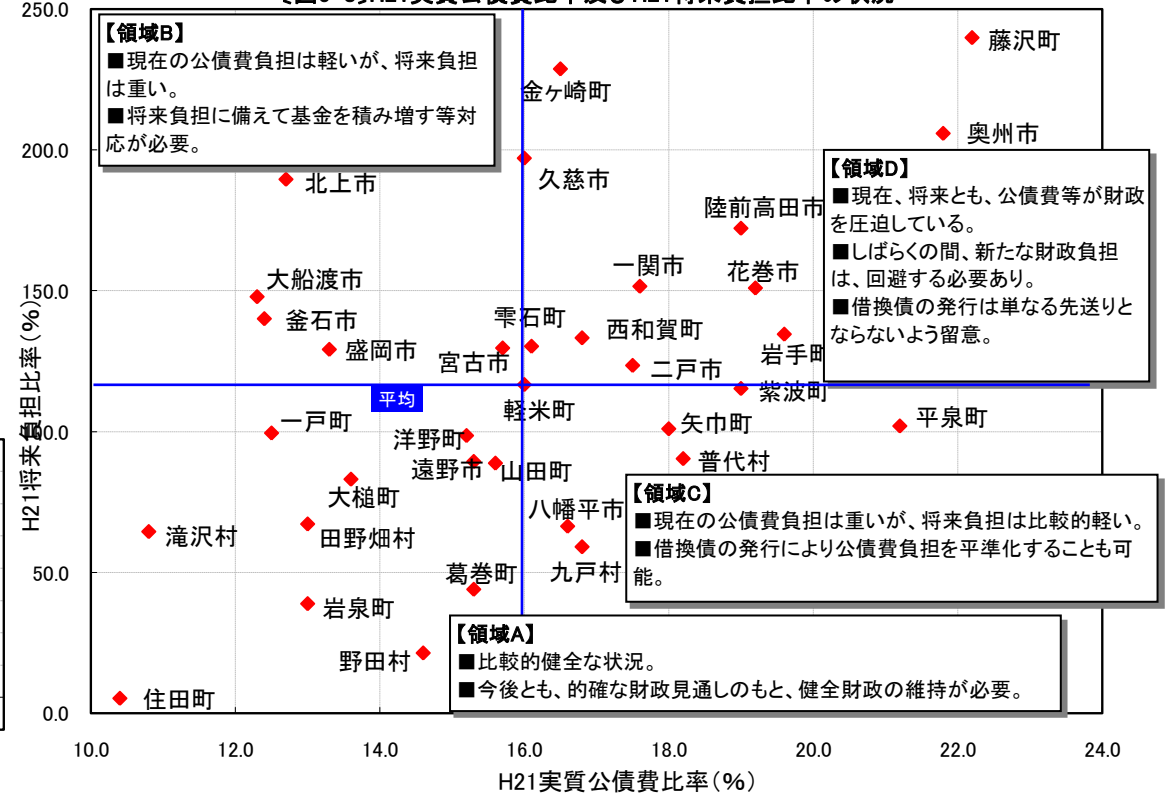 250.0
200.0
150.0
50.0
0.0
H21将来負担比率(%)
【領域B】
■現在の公債費負担は軽いが、将来負担
は重い。
■将来負担に備えて基金を積み増す等対
応が必要。
藤沢町
金ヶ崎町
奥州市
北上市
久慈市
【領域D】
■現在、将来とも、公債費等が財政
を圧迫している。
■しばらくの間、新たな財政負担
は、回避する必要あり。
■借換債の発行は単なる先送りと
ならないよう留意。
陸前高田市
一関市
花巻市
大船渡市
釜石市
雫石町
西和賀町
盛岡市
宮古市
岩手町
二戸市
平均
紫波町
軽米町
一戸町
洋野町
矢巾町
平泉町
遠野市
山田町
普代村
大槌町
【領域C】
■現在の公債費負担は重いが、将来負担は比較的軽い。
■借換債の発行により公債費負担を平準化することも可
能。
八幡平市
滝沢村
田野畑村
九戸村
葛巻町
岩泉町
【領域A】
■比較的健全な状況。
■今後とも、的確な財政見通しのもと、健全財政の維持が必要。
野田村
住田町
10.0 12.0 14.0 16.0 18.0 20.0 22.0 24.0
H21実質公債費比率(%)